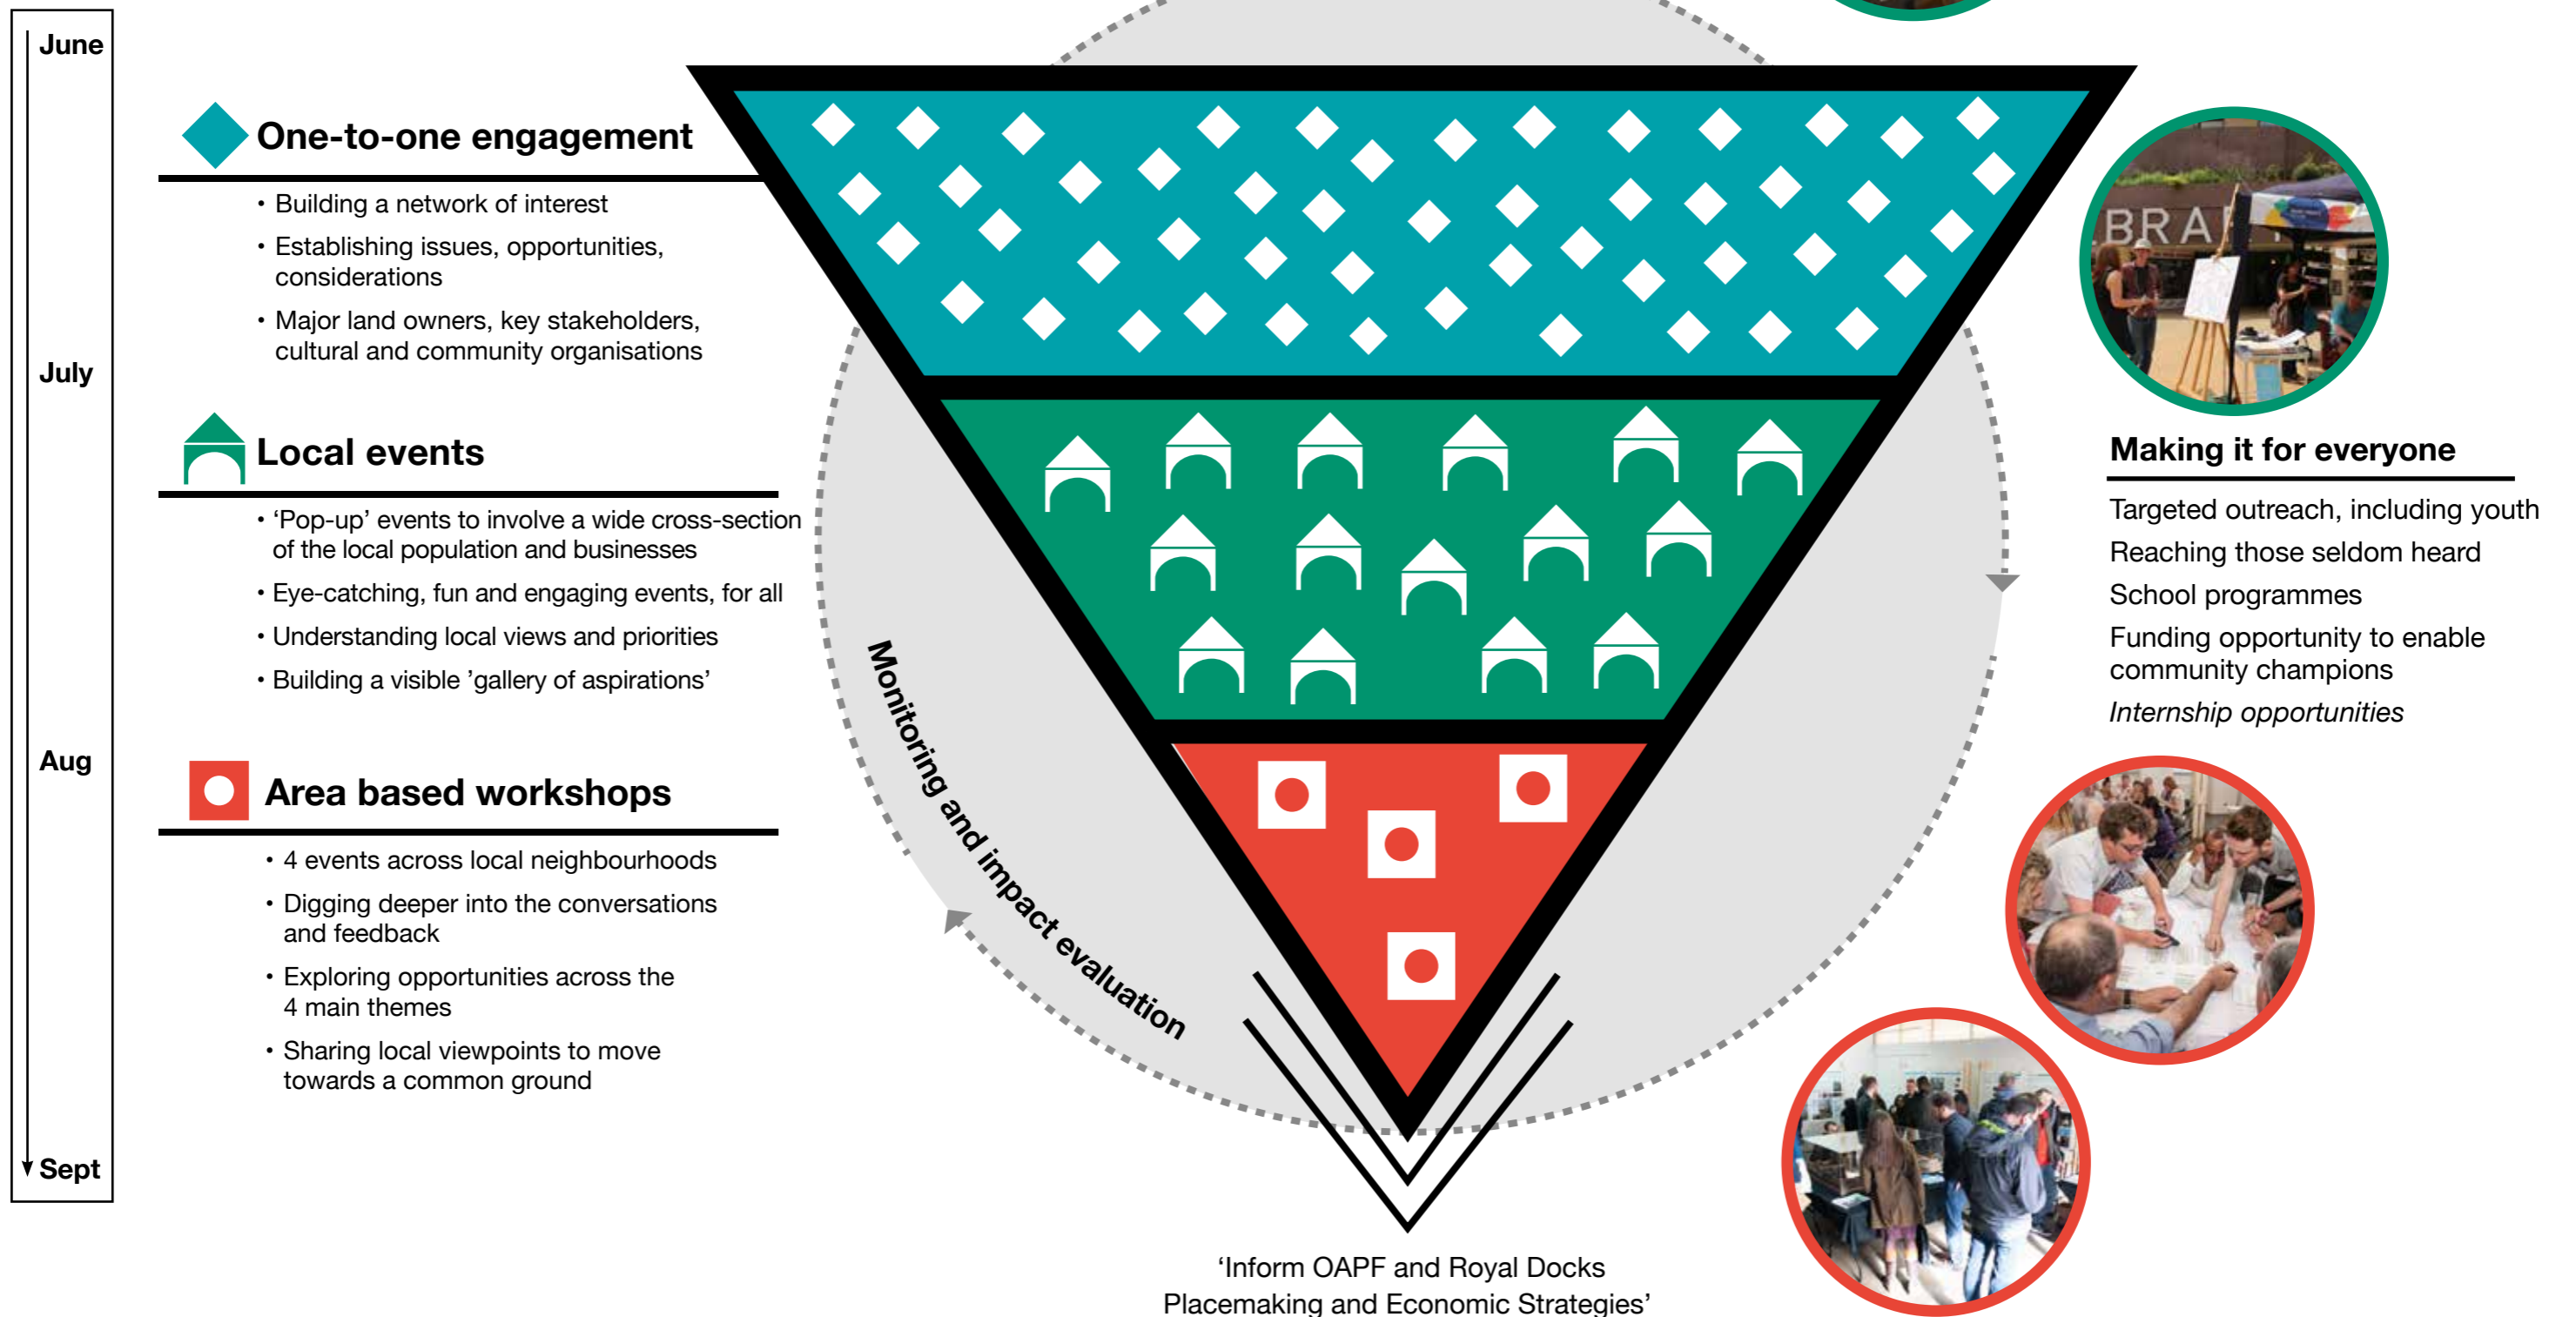 June
July
Aug
Sept
One-to-one engagement
• Building a network of interest
• Establishing issues, opportunities,
considerations
• Major land owners, key stakeholders,
cultural and community organisations
Local events
• ‘Pop-up’ events to involve a wide cross-section
of the local population and businesses
• Eye-catching, fun and engaging events, for all
• Understanding local views and priorities
• Building a visible ’gallery of aspirations’
Area based workshops
• 4 events across local neighbourhoods
• Digging deeper into the conversations
and feedback
• Exploring opportunities across the
4 main themes
• Sharing local viewpoints to move
towards a common ground
Monitoring and impact evaluation
‘Inform OAPF and Royal Docks
Placemaking and Economic Strategies’
BRA
Making it for everyone
Targeted outreach, including youth
Reaching those seldom heard
School programmes
Funding opportunity to enable
community champions
Internship opportunities